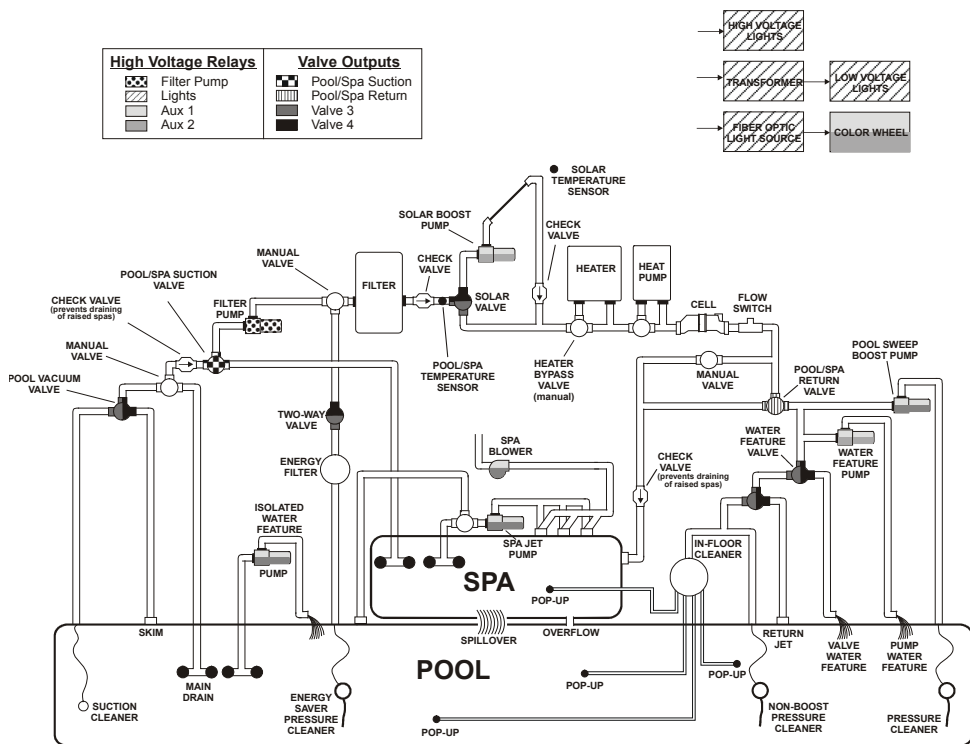 HIGH VOLTAGE
LIGHTS
TRANSFORMER
LOW VOLTAGE
LIGHTS
FIBER OPTIC
LIGHT SOURCE
COLOR WHEEL
High Voltage Relays
Filter Pump
Lights
Aux 1
Aux 2
Valve Outputs
Pool/Spa Suction
Pool/Spa Return
Valve 3
Valve 4
SOLAR
TEMPERATURE
SENSOR
SOLAR BOOST
PUMP
CHECK
VALVE
MANUAL
VALVE
FILTER
CHECK
VALVE
HEATER
HEAT
PUMP
POOL/SPA
SUCTION
VALVE
SOLAR
VALVE
CELL
FLOW
SWITCH
CHECK VALVE
(prevents draining
of raised spas)
FILTER
PUMP
MANUAL
VALVE
POOL VACUUM
VALVE
POOL/SPA
TEMPERATURE
SENSOR
HEATER
BYPASS
VALVE
(manual)
MANUAL
VALVE
POOL SWEEP
BOOST PUMP
POOL/SPA
RETURN
VALVE
TWO-WAY
VALVE
SPA
BLOWER
WATER
FEATURE
VALVE
WATER
FEATURE
PUMP
ENERGY
FILTER
CHECK
VALVE
(prevents draining
of raised spas)
ISOLATED
WATER
FEATURE
PUMP
SPA JET
PUMP
IN-FLOOR
CLEANER
SPA
POP-UP
SKIM
SPILLOVER
OVERFLOW
RETURN
JET
VALVE
WATER
FEATURE
PUMP
WATER
FEATURE
POOL
MAIN
DRAIN
POP-UP
POP-UP
SUCTION
CLEANER
ENERGY
SAVER
PRESSURE
CLEANER
POP-UP
NON-BOOST
PRESSURE
CLEANER
PRESSURE
CLEANER